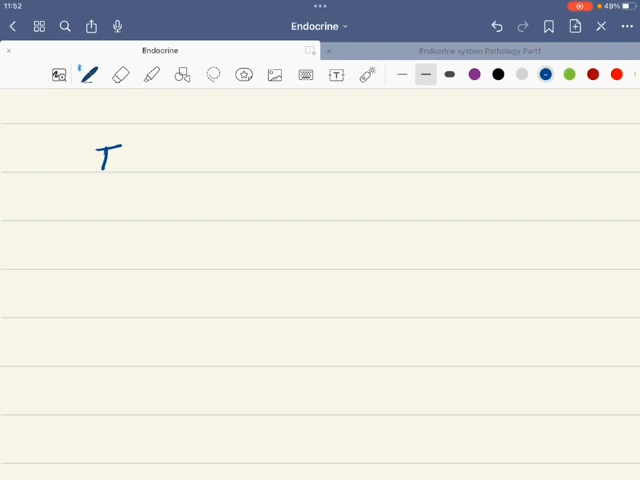 11:52
49%
Endocrine
Endocrine
Endocrine system Pathology Part1
T
T